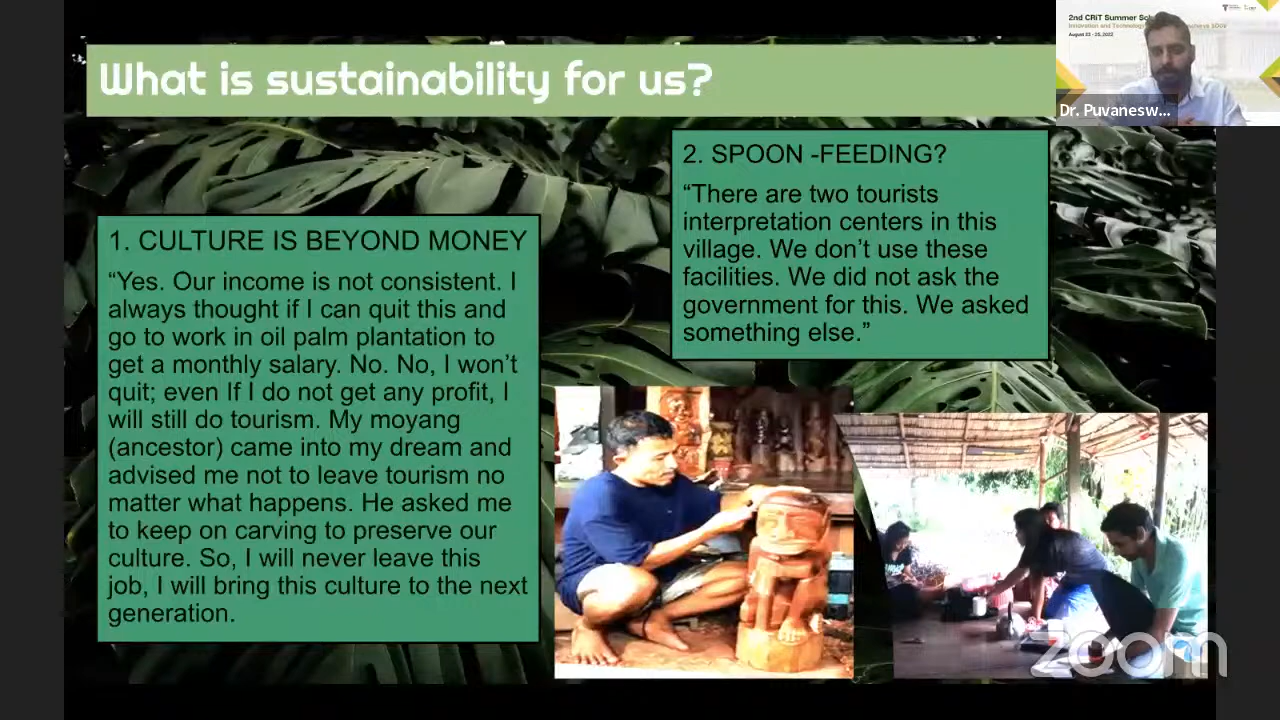 What is sustainability for us?
1. CULTURE IS BEYOND MONEY
“Yes. Our income is not consistent. I
always thought if I can quit this and
go to work in oil palm plantation to
get a monthly salary. No. No, I won’t
quit; even If I do not get any profit, I
will still do tourism. My moyang
(ancestor) came into my dream and
advised me not to leave tourism no
matter what happens. He asked me
to keep on carving to preserve our
culture. So, I will never leave this
job, I will bring this culture to the next
generation.
2. SPOON -FEEDING?
“There are two tourists
interpretation centers in this
village. We don’t use these
facilities. We did not ask the
government for this. We asked
something else.”
2nd CRiT Summer
Innovation and Technology
August 23 - 25, 2022
Dr. Puvanesw...
zoom